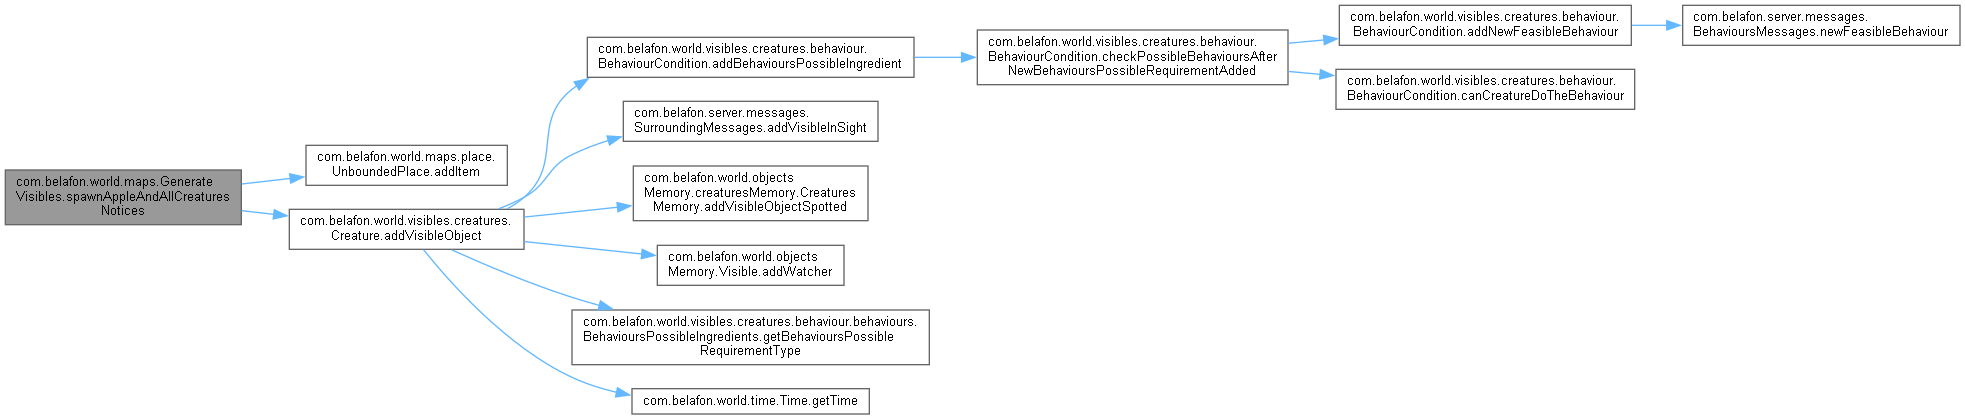 com.belafon.world.maps.Generate
Visibles.spawnAppleAndAllCreatures
Notices
com.belafon.world.maps.place.
UnboundedPlace.addItem
com.belafon.world.visibles.creatures.
Creature.addVisibleObject
com.belafon.world.visibles.creatures.behaviour.
BehaviourCondition.addBehavioursPossibleIngredient
com.belafon.server.messages.
SurroundingMessages.addVisibleInSight
com.belafon.world.objects
Memory.creaturesMemory.Creatures
Memory.addVisibleObjectSpotted
com.belafon.world.objects
Memory.Visible.addWatcher
com.belafon.world.visibles.creatures.behaviour.behaviours.
BehavioursPossibleIngredients.getBehavioursPossible
RequirementType
com.belafon.world.time.Time.getTime
com.belafon.world.visibles.creatures.behaviour.
BehaviourCondition.checkPossibleBehavioursAfter
NewBehavioursPossibleRequirementAdded
com.belafon.world.visibles.creatures.behaviour.
BehaviourCondition.addNewFeasibleBehaviour
com.belafon.world.visibles.creatures.behaviour.
BehaviourCondition.canCreatureDoTheBehaviour
com.belafon.server.messages.
BehavioursMessages.newFeasibleBehaviour